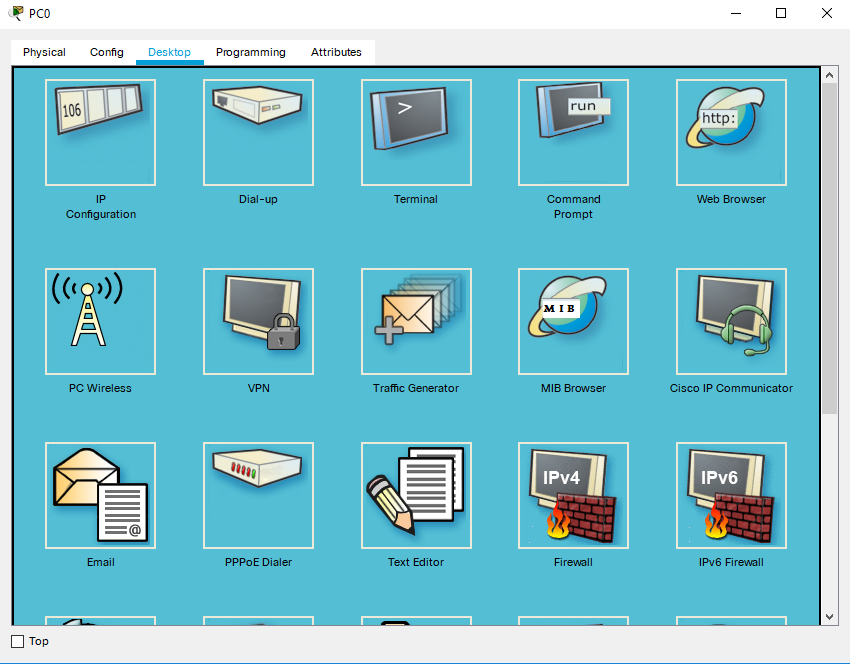 PC0
Physical Config Desktop Programming Attributes
106
>
run
http:
IP
Configuration
Dial-up
Terminal
Command
Prompt
Web Browser
MIB
PC Wireless
VPN
Traffic Generator
MIB Browser
Cisco IP Communicator
@
IPv4
IPv6
Email
PPPoE Dialer
Text Editor
Firewall
IPv6 Firewall
Top